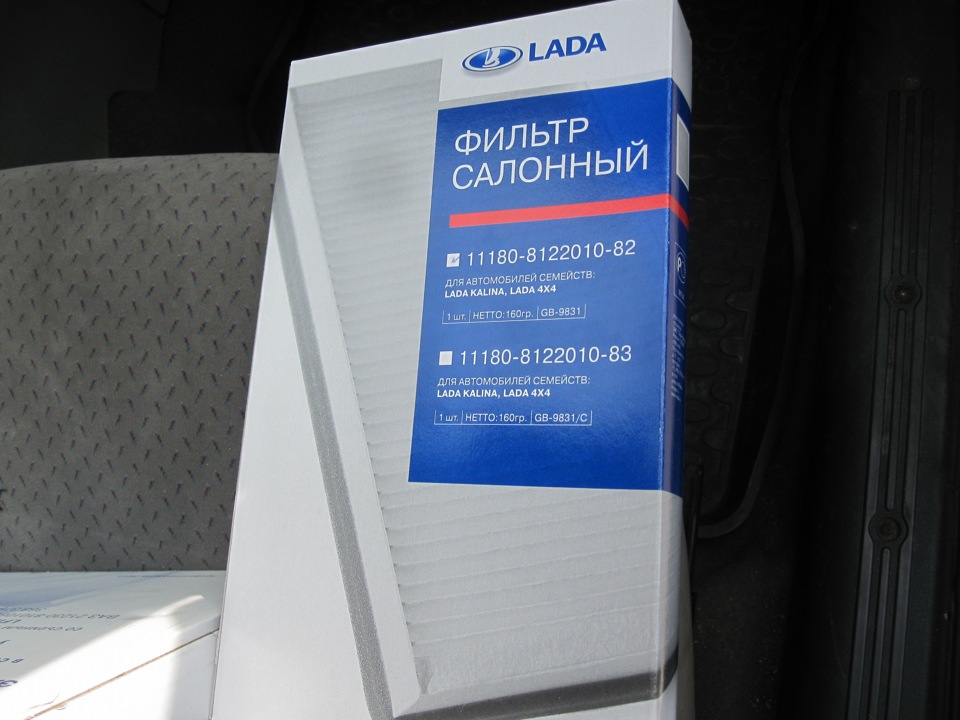 LADA
ФИЛЬТР
САЛОННЫЙ
11180-8122010-82
ДЛЯ АВТОМОБИЛЕЙ СЕМЕЙСТВ:
LADA KALINA, LADA 4X4
1 шт. НЕТТО:160гр. GB-9831
11180-8122010-83
ДЛЯ АВТОМОБИЛЕЙ СЕМЕЙСТВ:
LADA KALINA, LADA 4X4
1 шт. НЕТТО:160гр. GB-9831/C